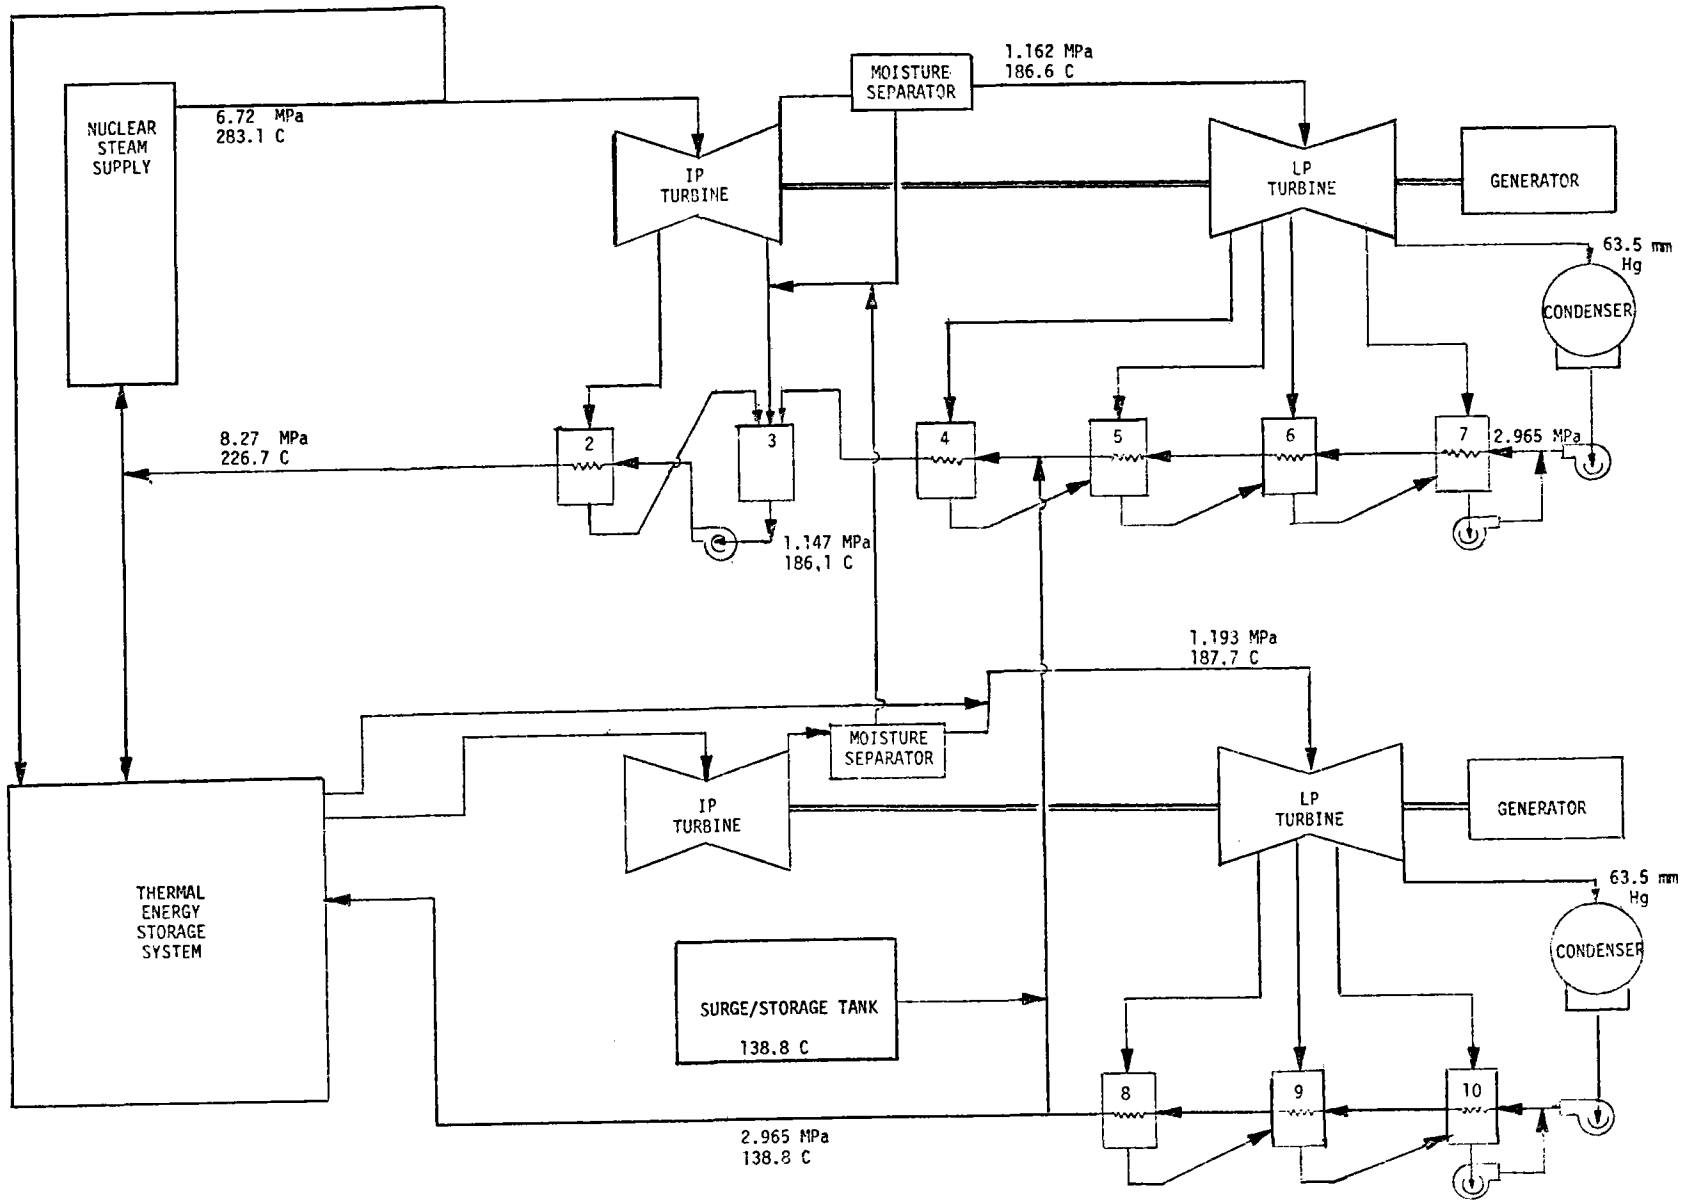 1.162 MPa
186.6 C
MOISTURE
SEPARATOR
6.72 MPa
283.1 C
NUCLEAR
STEAM
SUPPLY
IP
TURBINE
LP
TURBINE
GENERATOR
63.5 mm
Hg
CONDENSER
8.27 MPa
226.7 C
2
3
4
5
6
7
2.965 MPa
1.147 MPa
186.1 C
1.193 MPa
187.7 C
MOISTURE
SEPARATOR
IP
TURBINE
LP
TURBINE
GENERATOR
63.5 mm
Hg
CONDENSER
THERMAL
ENERGY
STORAGE
SYSTEM
SURGE/STORAGE TANK
138.8 C
8
9
10
2.965 MPa
138.8 C